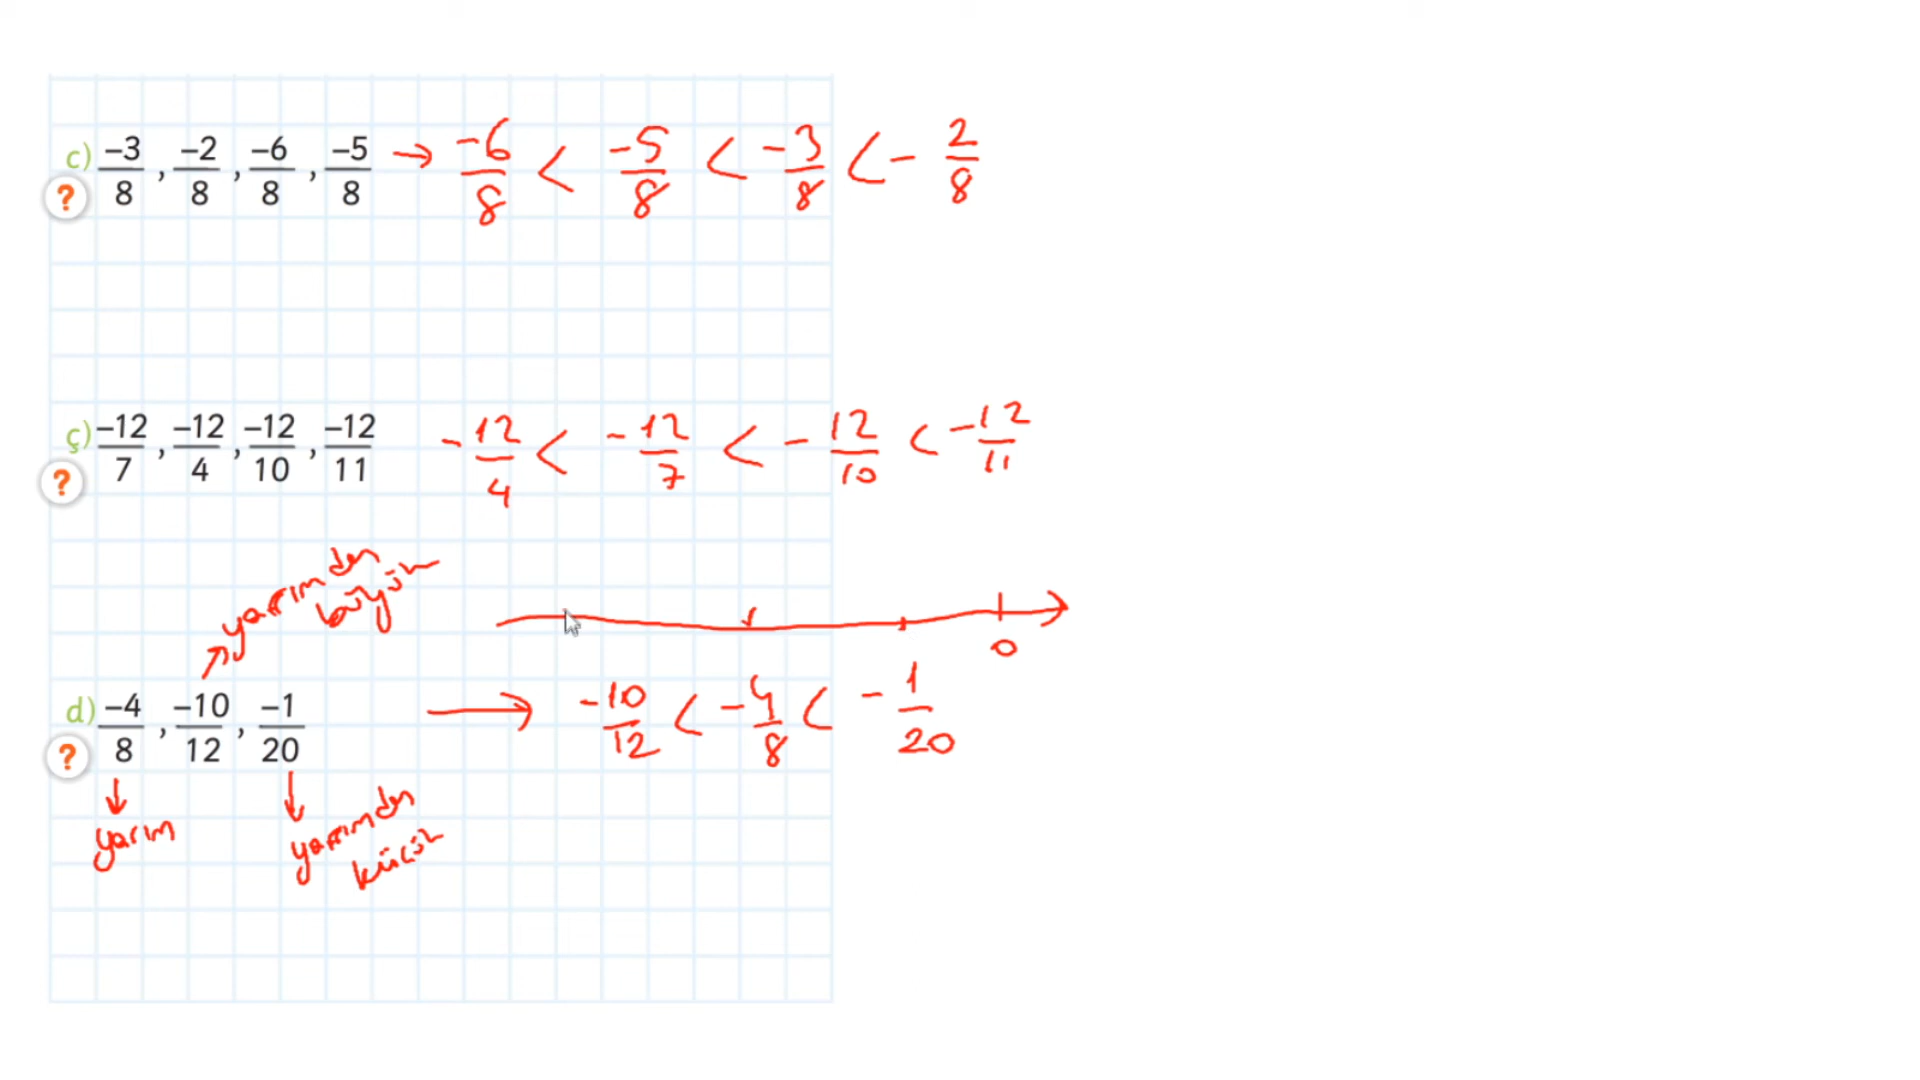 c) -3/8, -2/8, -6/8, -5/8 → -6/8 < -5/8 < -3/8 < -2/8
?
ç) -12/7, -12/4, -12/10, -12/11 -12/4 < -12/7 < -12/10 < -12/11
?
yarımdan
büyük
0
d) -4/8, -10/12, -1/20 → -10/12 < -4/8 < -1/20
?
yarım
yarımdan
küçük